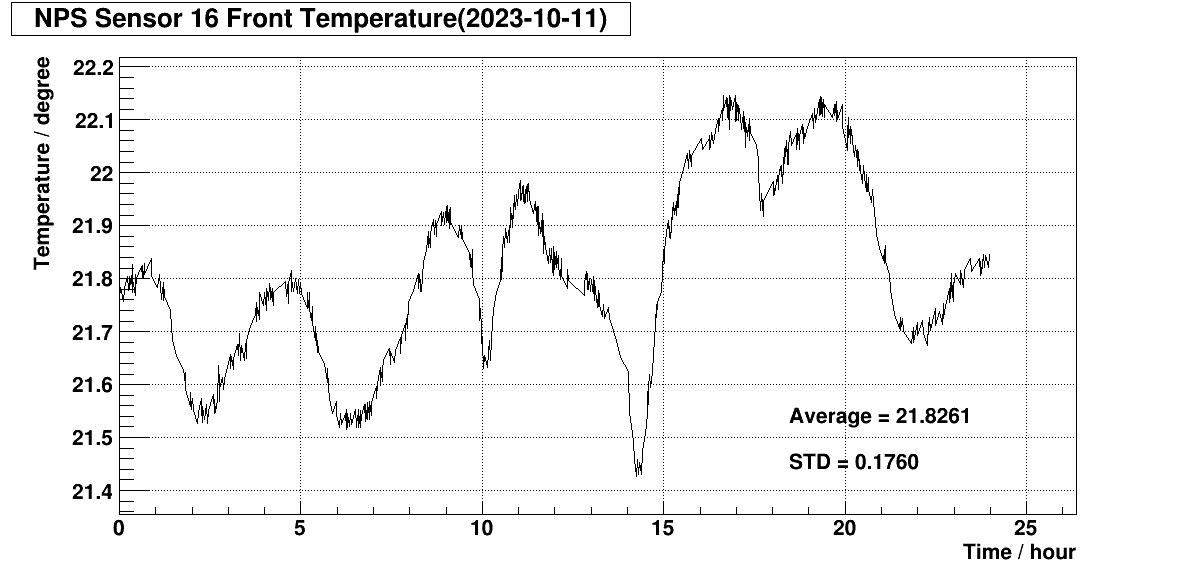 NPS Sensor 16 Front Temperature(2023-10-11)
Temperature / degree
22.2
22.1
22
21.9
21.8
21.7
21.6
21.5
21.4
Average = 21.8261
STD = 0.1760
0 5 10 15 20 25
Time / hour